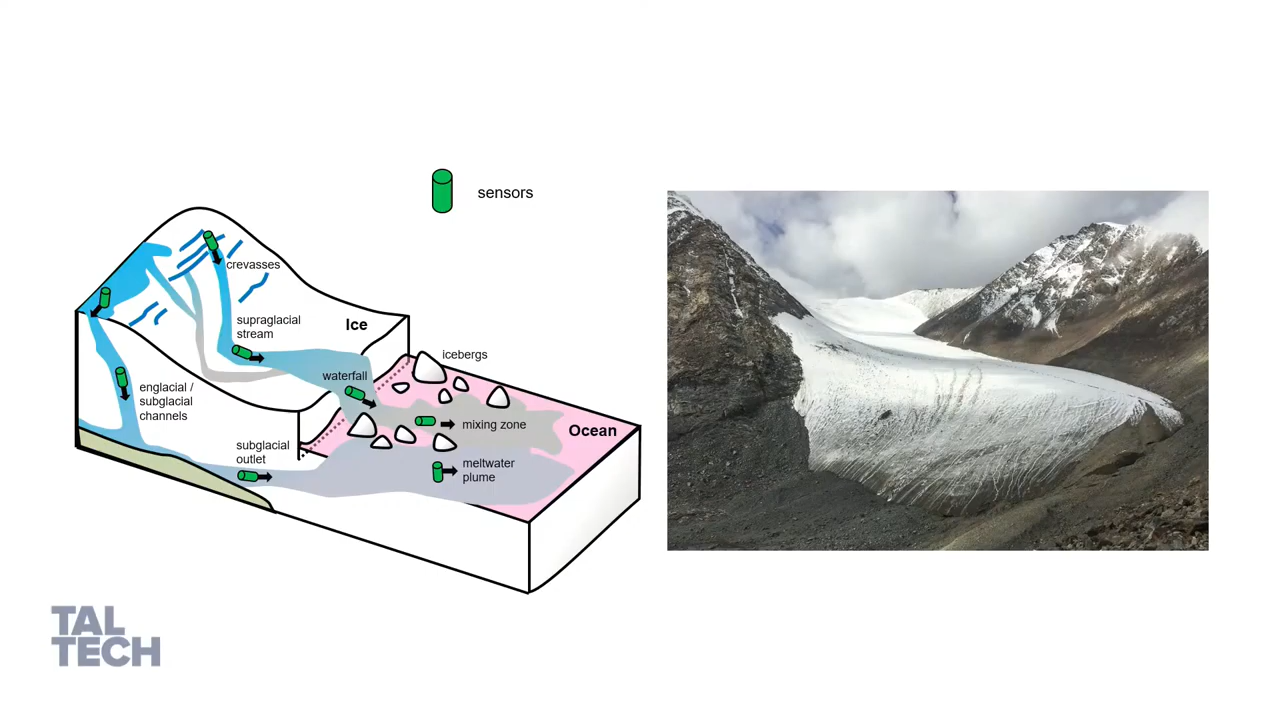 sensors
crevasses
supraglacial
stream
Ice
icebergs
waterfall
englacial /
subglacial
channels
mixing zone
Ocean
subglacial
outlet
meltwater
plume
TAL
TECH